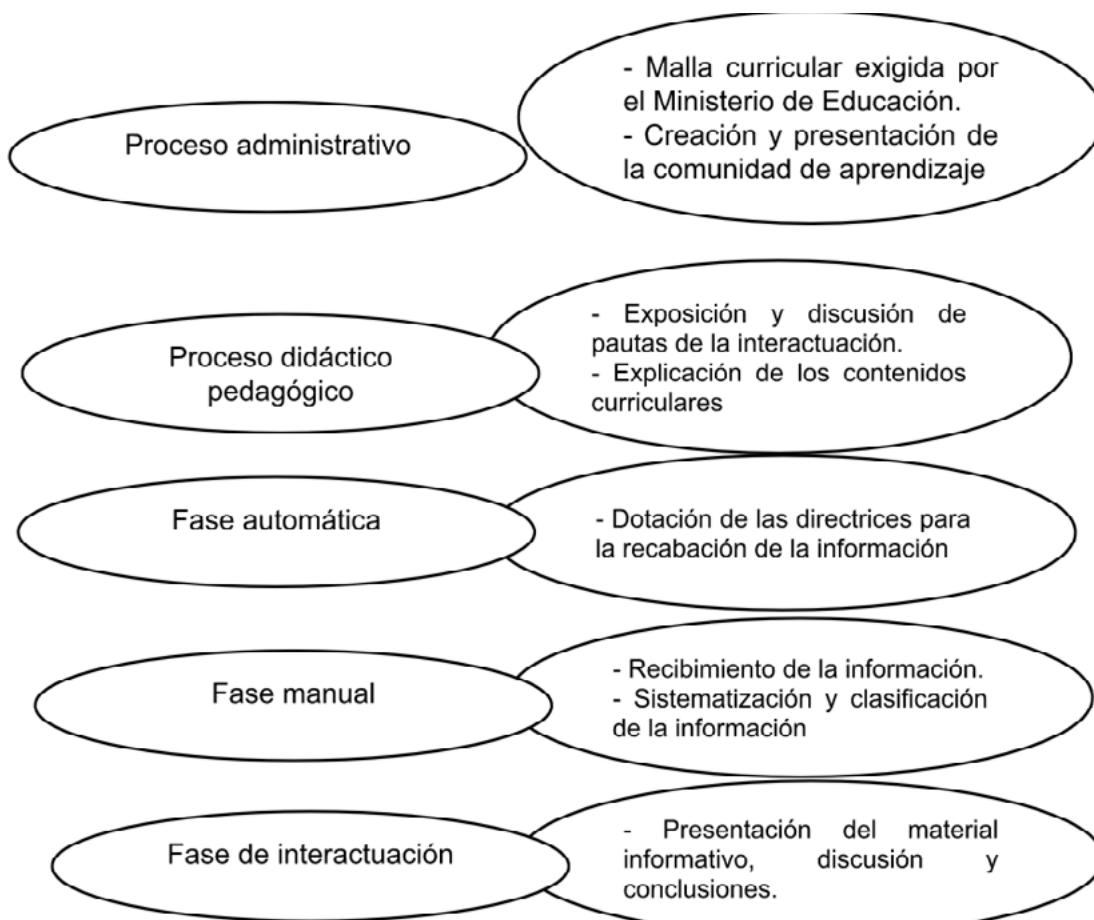 Proceso administrativo
- Malla curricular exigida por
el Ministerio de Educación.
- Creación y presentación de
la comunidad de aprendizaje
Proceso didáctico
pedagógico
- Exposición y discusión de
pautas de la interactuación.
- Explicación de los contenidos
curriculares
Fase automática
- Dotación de las directrices para
la recabación de la información
Fase manual
- Recibimiento de la información.
- Sistematización y clasificación
de la información
Fase de interactuación
- Presentación del material
informativo, discusión y
conclusiones.